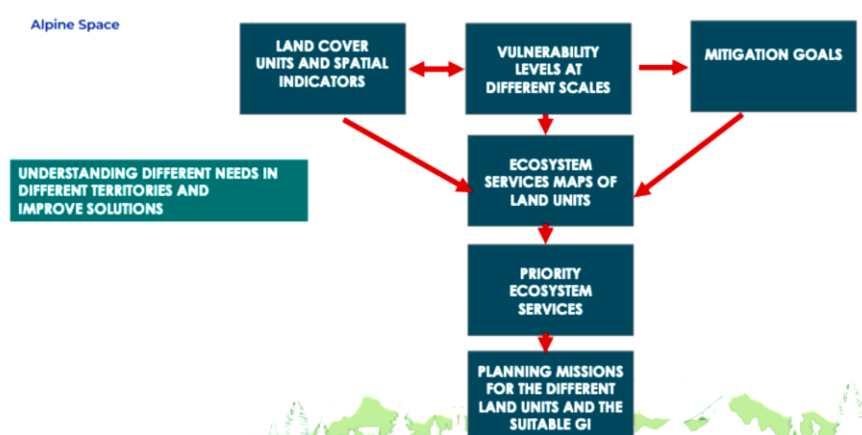 Alpine Space
LAND COVER
UNITS AND SPATIAL
INDICATORS
VULNERABILITY
LEVELS AT
DIFFERENT SCALES
MITIGATION GOALS
UNDERSTANDING DIFFERENT NEEDS IN
DIFFERENT TERRITORIES AND
IMPROVE SOLUTIONS
ECOSYSTEM
SERVICES MAPS OF
LAND UNITS
PRIORITY
ECOSYSTEM
SERVICES
PLANNING MISSIONS
FOR THE DIFFERENT
LAND UNITS AND THE
SUITABLE GI